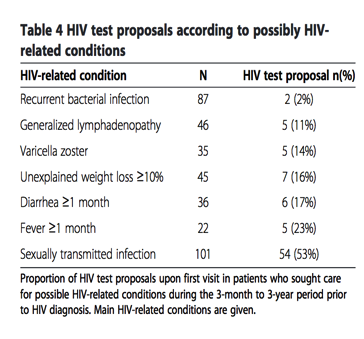 Table 4 HIV test proposals according to possibly HIV-
related conditions
HIV-related condition N HIV test proposal n(%)
Recurrent bacterial infection 87 2 (2%)
Generalized lymphadenopathy 46 5 (11%)
Varicella zoster 35 5 (14%)
Unexplained weight loss ≥10% 45 7 (16%)
Diarrhea ≥1 month 36 6 (17%)
Fever ≥1 month 22 5 (23%)
Sexually transmitted infection 101 54 (53%)
Proportion of HIV test proposals upon first visit in patients who sought care
for possible HIV-related conditions during the 3-month to 3-year period prior
to HIV diagnosis. Main HIV-related conditions are given.